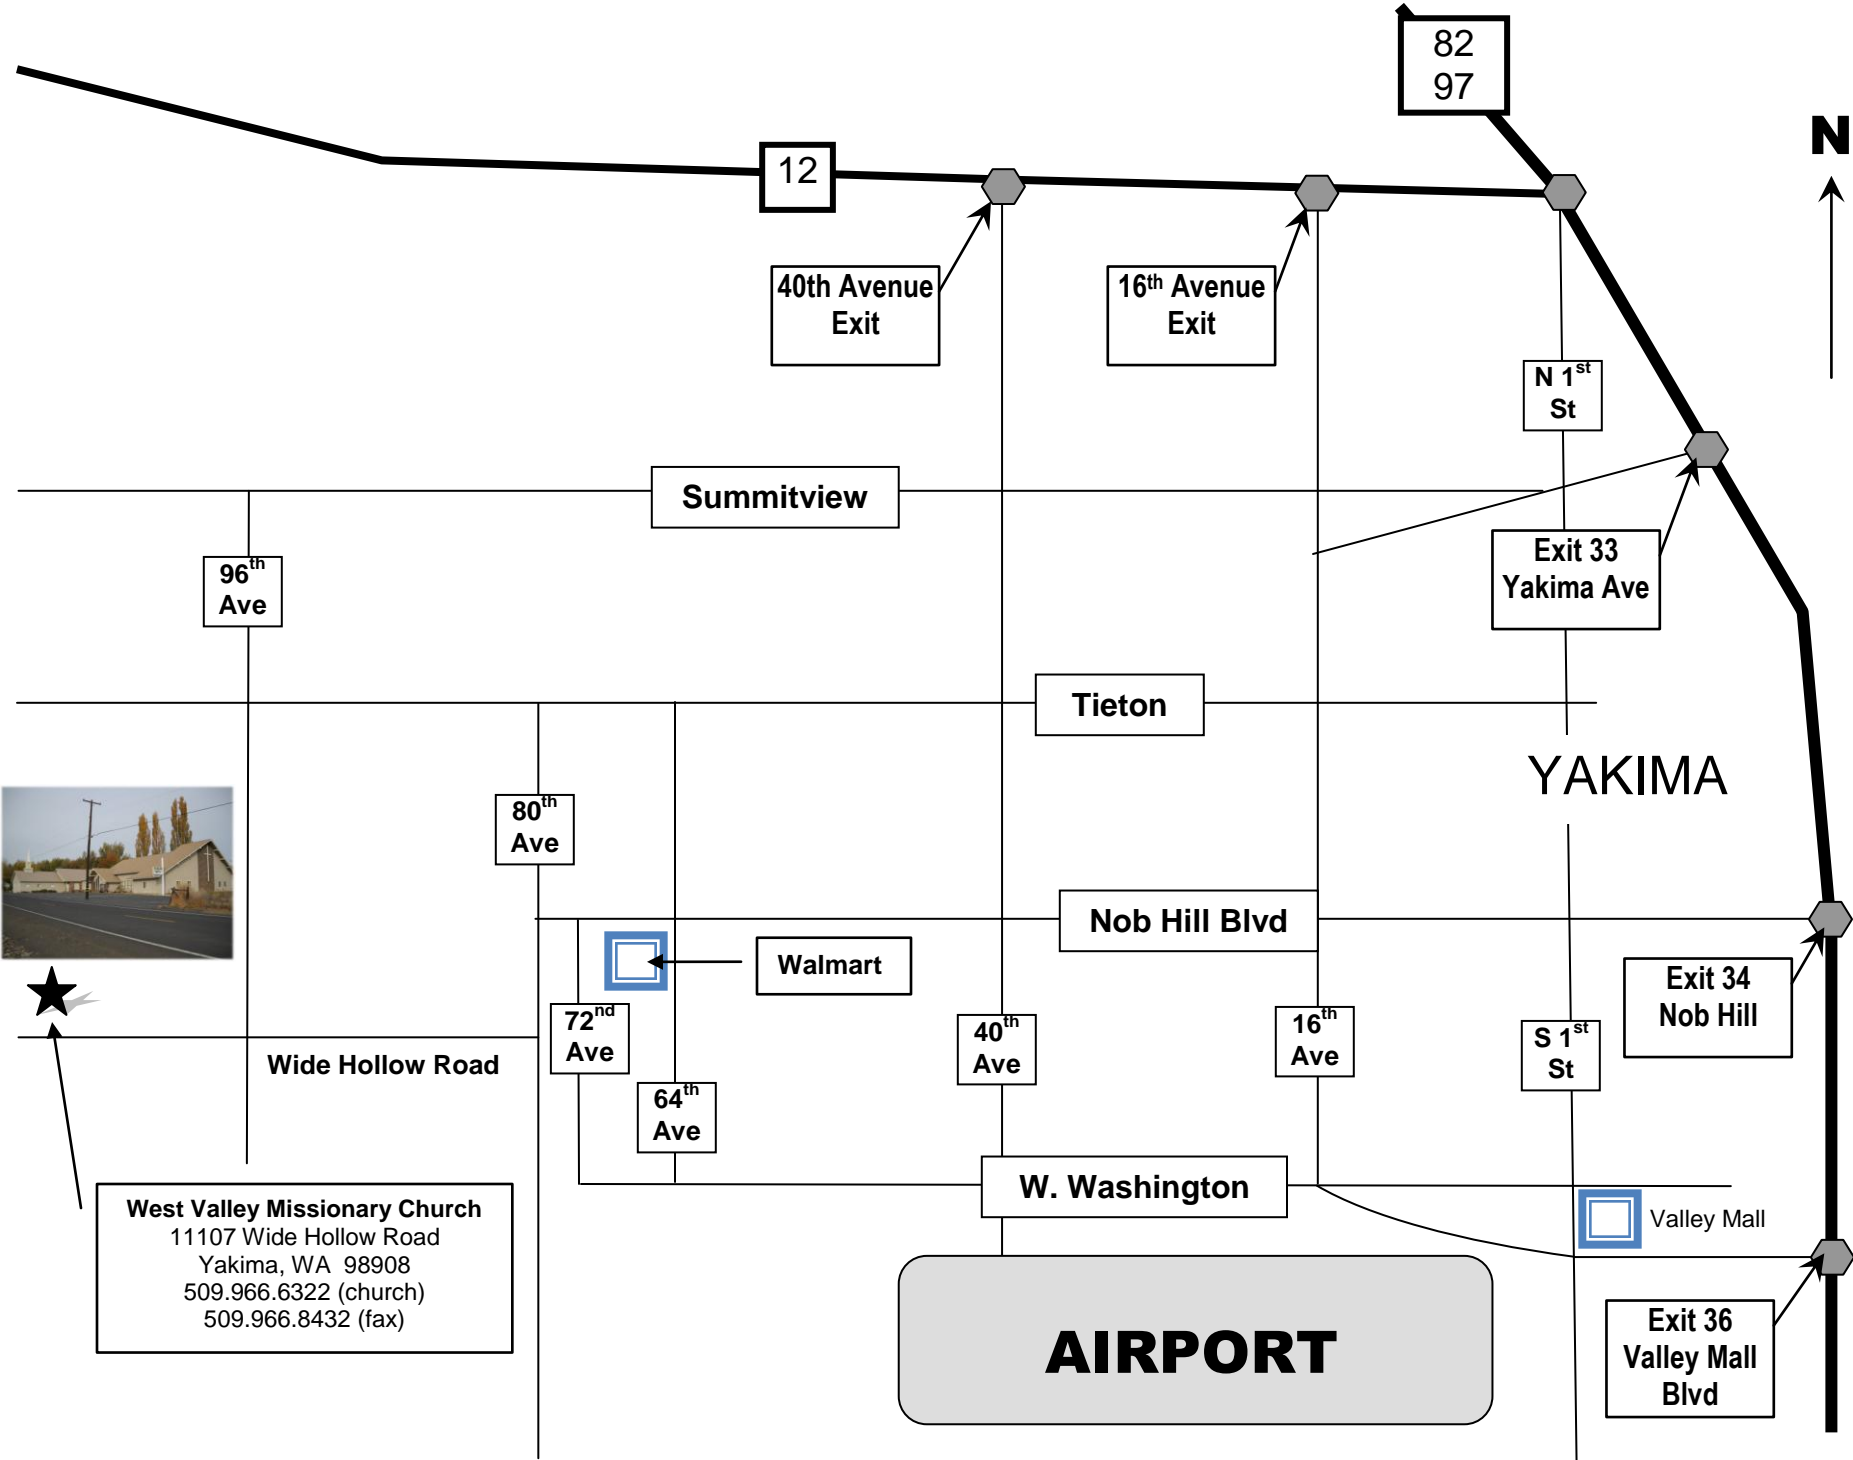 82
97
N
12
40th Avenue
Exit
16th Avenue
Exit
N 1st
St
Summitview
Exit 33
Yakima Ave
96th
Ave
Tieton
YAKIMA
80th
Ave
Nob Hill Blvd
Walmart
Exit 34
Nob Hill
72nd
Ave
40th
Ave
16th
Ave
S 1st
St
Wide Hollow Road
64th
Ave
W. Washington
West Valley Missionary Church
11107 Wide Hollow Road
Yakima, WA  98908
509.966.6322 (church)
509.966.8432 (fax)
Valley Mall
AIRPORT
Exit 36
Valley Mall
Blvd